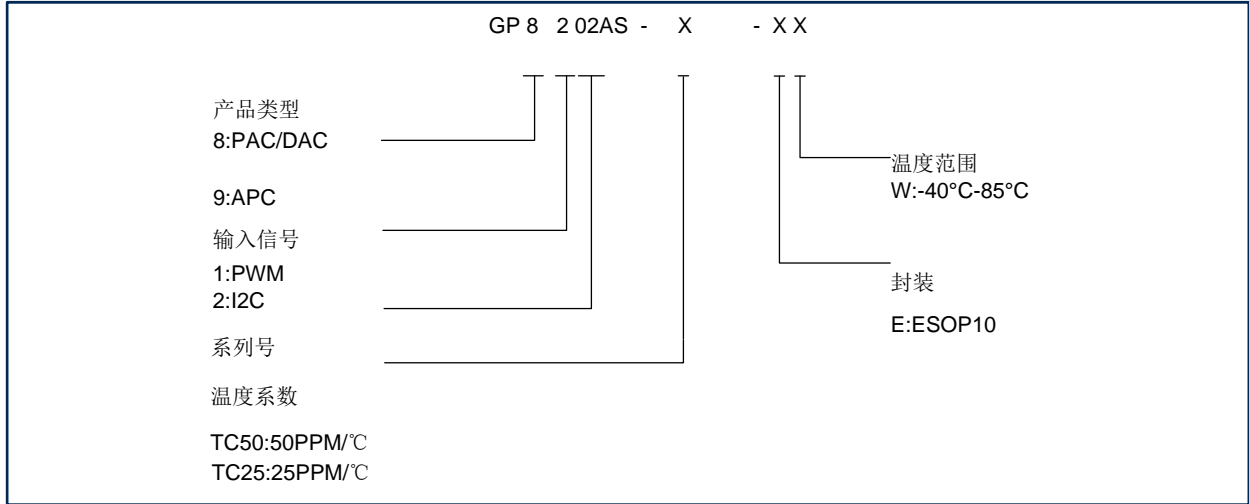 GP 8 2 02AS - X - X X
产品类型
8:PAC/DAC
9:APC
输入信号
1:PWM
2:I2C
系列号
温度系数
TC50:50PPM/℃
TC25:25PPM/℃
温度范围
W:-40°C-85°C
封装
E:ESOP10